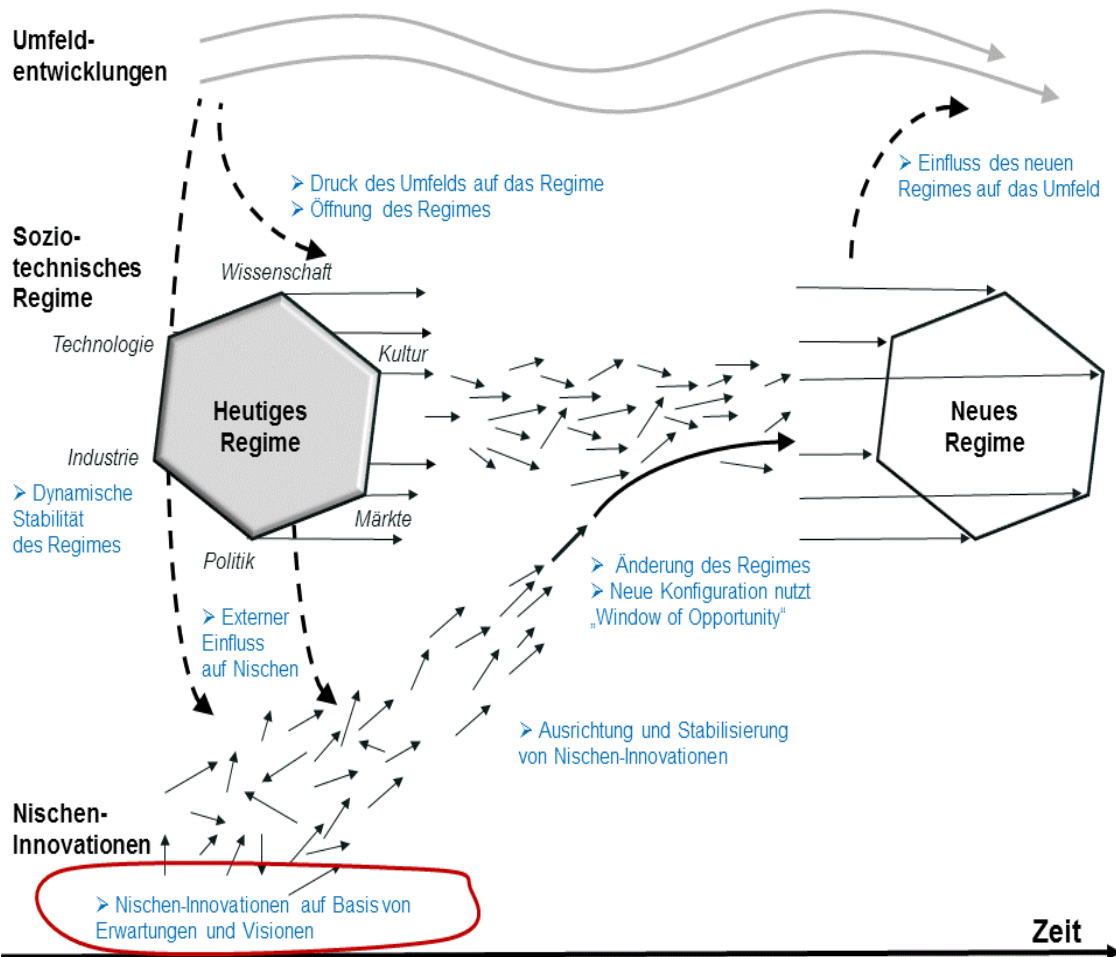 Umfeld-
entwicklungen
➢ Einfluss des neuen
Regimes auf das Umfeld
➢ Druck des Umfelds auf das Regime
➢ Öffnung des Regimes
Sozio-
technisches
Regime
Wissenschaft
Technologie
Kultur
Heutiges
Regime
Neues
Regime
Industrie
➢ Dynamische
Stabilität
des Regimes
Märkte
Politik
➢ Änderung des Regimes
➢ Neue Konfiguration nutzt
„Window of Opportunity“
➢ Externer
Einfluss
auf Nischen
➢ Ausrichtung und Stabilisierung
von Nischen-Innovationen
Nischen-
Innovationen
➢ Nischen-Innovationen auf Basis von
Erwartungen und Visionen
Zeit